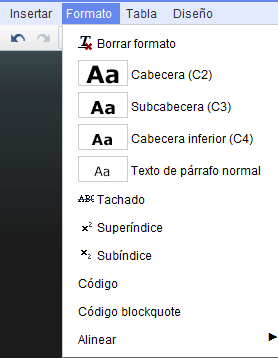 Insertar Formato Tabla Diseño
Borrar formato
Aa Cabecera (C2)
Aa Subcabecera (C3)
Aa Cabecera inferior (C4)
Aa Texto de párrafo normal
ABC Tachado
x² Superíndice
x₂ Subíndice
Código
Código blockquote
Alinear